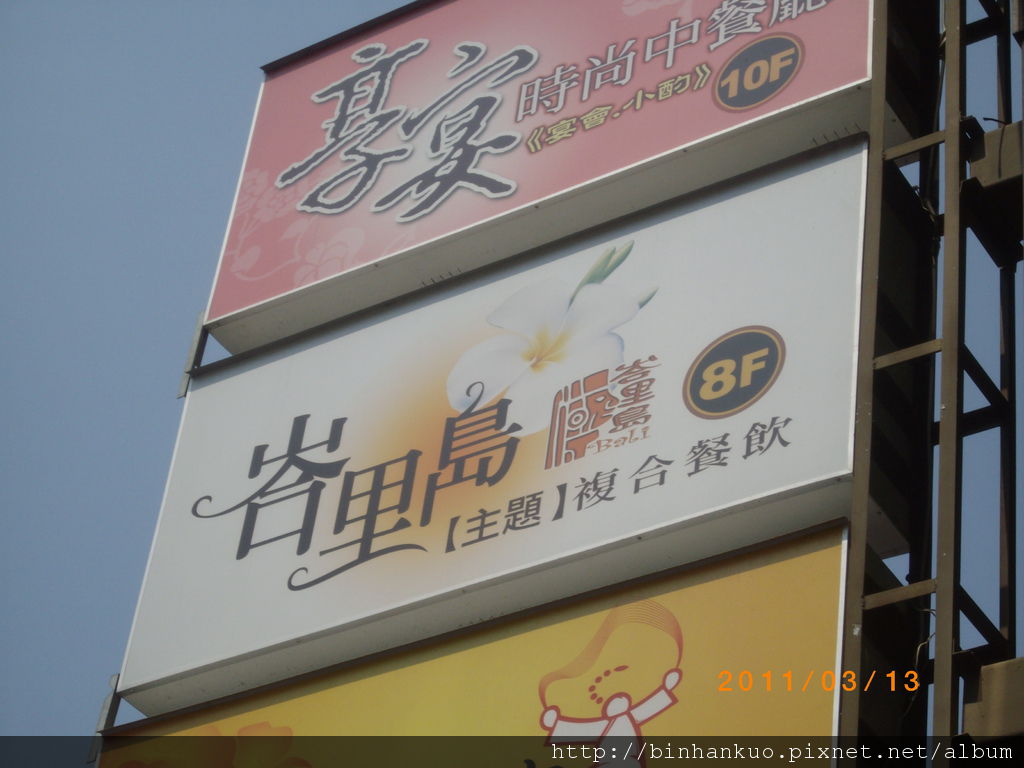 享宴
時尚中餐廳
《宴會.小酌》
10F
峇里島
峇里島
Bali
8F
【主題】複合餐飲
2011/03/13
http://binhankuo.pixnet.net/album